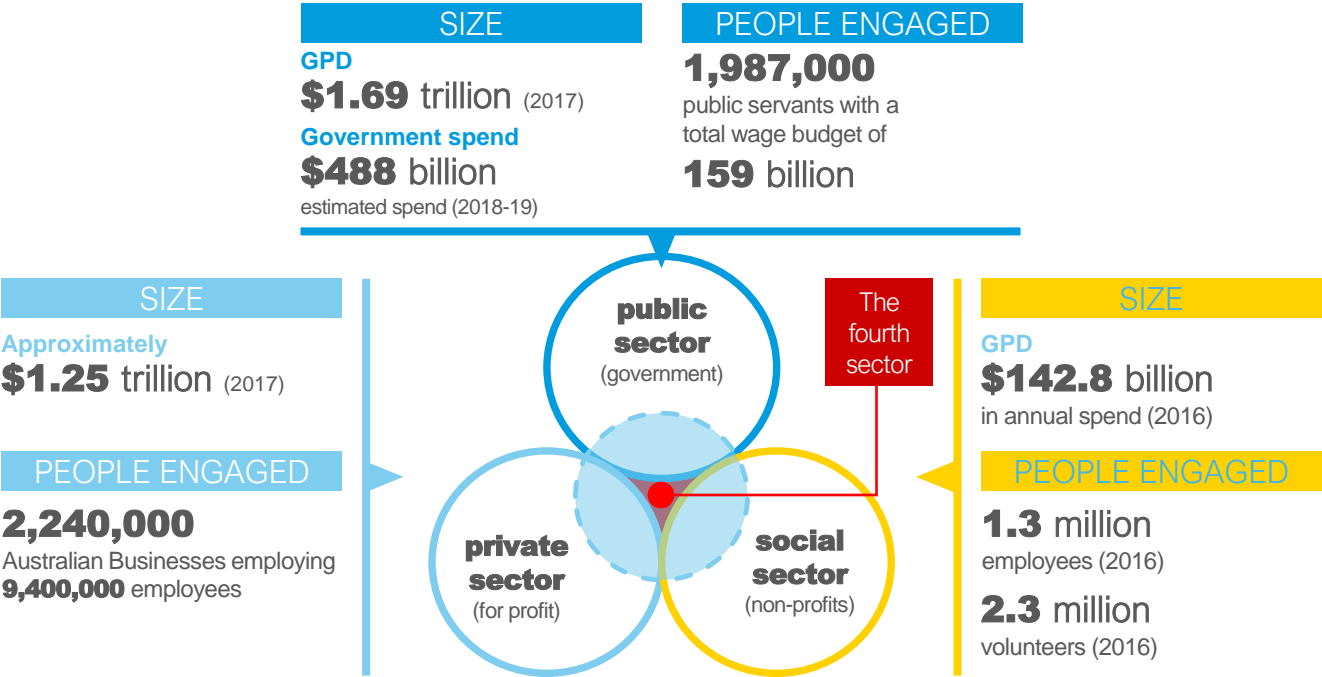 SIZE
GPD
$1.69 trillion (2017)
Government spend
$488 billion
estimated spend (2018-19)
PEOPLE ENGAGED
1,987,000
public servants with a
total wage budget of
159 billion
SIZE
Approximately
$1.25 trillion (2017)
PEOPLE ENGAGED
2,240,000
Australian Businesses employing
9,400,000 employees
public
sector
(government)
The
fourth
sector
private
sector
(for profit)
social
sector
(non-profits)
SIZE
GPD
$142.8 billion
in annual spend (2016)
PEOPLE ENGAGED
1.3 million
employees (2016)
2.3 million
volunteers (2016)